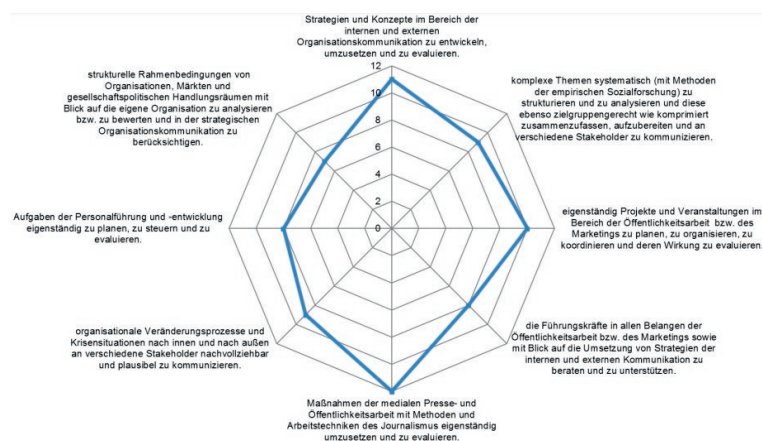 Strategien und Konzepte im Bereich der
internen und externen
Organisationskommunikation zu entwickeln,
umzusetzen und zu evaluieren.
12
10
8
6
4
2
0
komplexe Themen systematisch (mit Methoden
der empirischen Sozialforschung) zu
strukturieren und zu analysieren und diese
ebenso zielgruppengerecht wie komprimiert
zusammenzufassen, aufzubereiten und an
verschiedene Stakeholder zu kommunizieren.
eigenständig Projekte und Veranstaltungen im
Bereich der Öffentlichkeitsarbeit bzw. des
Marketings zu planen, zu organisieren, zu
koordinieren und deren Wirkung zu evaluieren.
die Führungskräfte in allen Belangen der
Öffentlichkeitsarbeit bzw. des Marketings sowie
mit Blick auf die Umsetzung von Strategien der
internen und externen Kommunikation zu
beraten und zu unterstützen.
Maßnahmen der medialen Presse- und
Öffentlichkeitsarbeit mit Methoden und
Arbeitstechniken des Journalismus eigenständig
umzusetzen und zu evaluieren.
organisationale Veränderungsprozesse und
Krisensituationen nach innen und nach außen
an verschiedene Stakeholder nachvollziehbar
und plausibel zu kommunizieren.
Aufgaben der Personalführung und -entwicklung
eigenständig zu planen, zu steuern und zu
evaluieren.
strukturelle Rahmenbedingungen von
Organisationen, Märkten und
gesellschaftspolitischen Handlungsräumen mit
Blick auf die eigene Organisation zu analysieren
bzw. zu bewerten und in der strategischen
Organisationskommunikation zu
berücksichtigen.